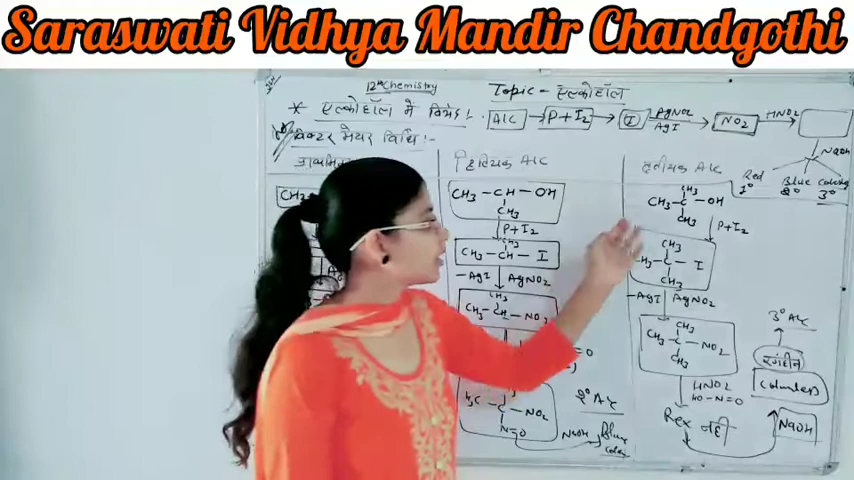 Saraswati Vidhya Mandir Chandgothi
12th Chemistry
Topic - एल्कोहॉल
* एल्कोहॉल में विभेद :-
Alc → P + I2 → I AgNO2 AgI → NO2 HNO2 →
NaOH
Red 1° Blue 2° Colourless 3°
विक्टर मेयर विधि :-
द्वितीयक Alc
तृतीयक Alc
CH3 - CH - OH
CH3
P + I2
CH3
CH3 - CH - I
- AgI AgNO2
CH3
CH3 - CH - NO2
- C - NO2
N=O
NaOH
Blue
2° Alc
CH3
CH3 - C - OH
CH3
P + I2
CH3
- C - I
CH3
- AgI AgNO2
CH3
CH3 - C - NO2
CH3
HNO2
HO - N = O
Rex नहीं
NaOH
Colourless
रंगहीन
3° Alc